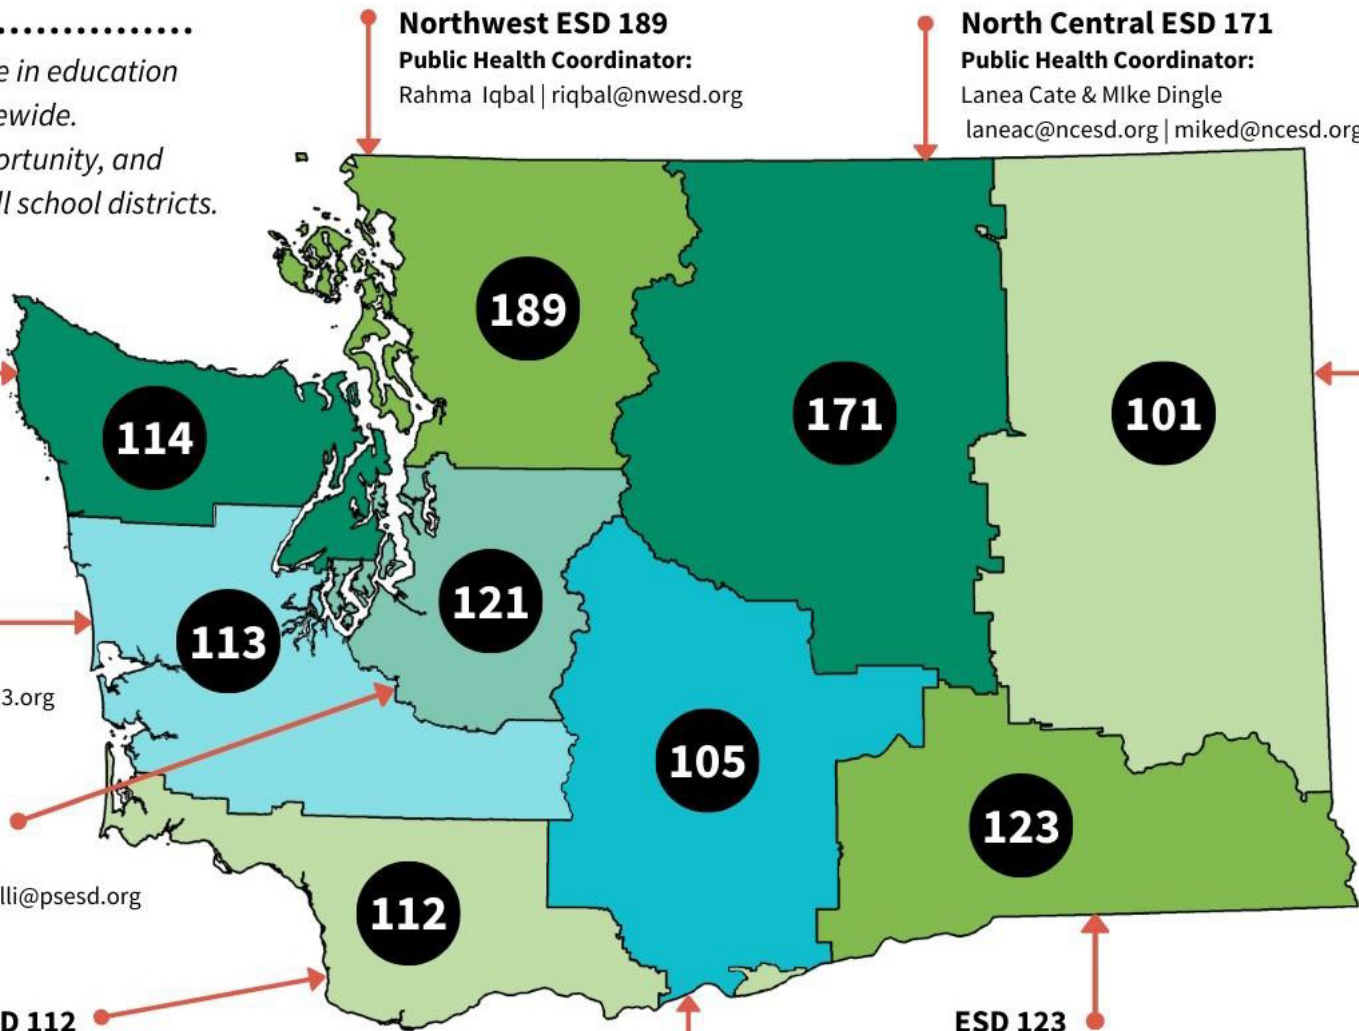 e in education
ewide.
ortunity, and
ll school districts.
Northwest ESD 189
Public Health Coordinator:
Rahma Iqbal | riqbal@nwesd.org
North Central ESD 171
Public Health Coordinator:
Lanea Cate & MIke Dingle
laneac@ncesd.org | miked@ncesd.org
189
114
171
101
121
113
3.org
105
123
lli@psesd.org
112
D 112
ESD 123